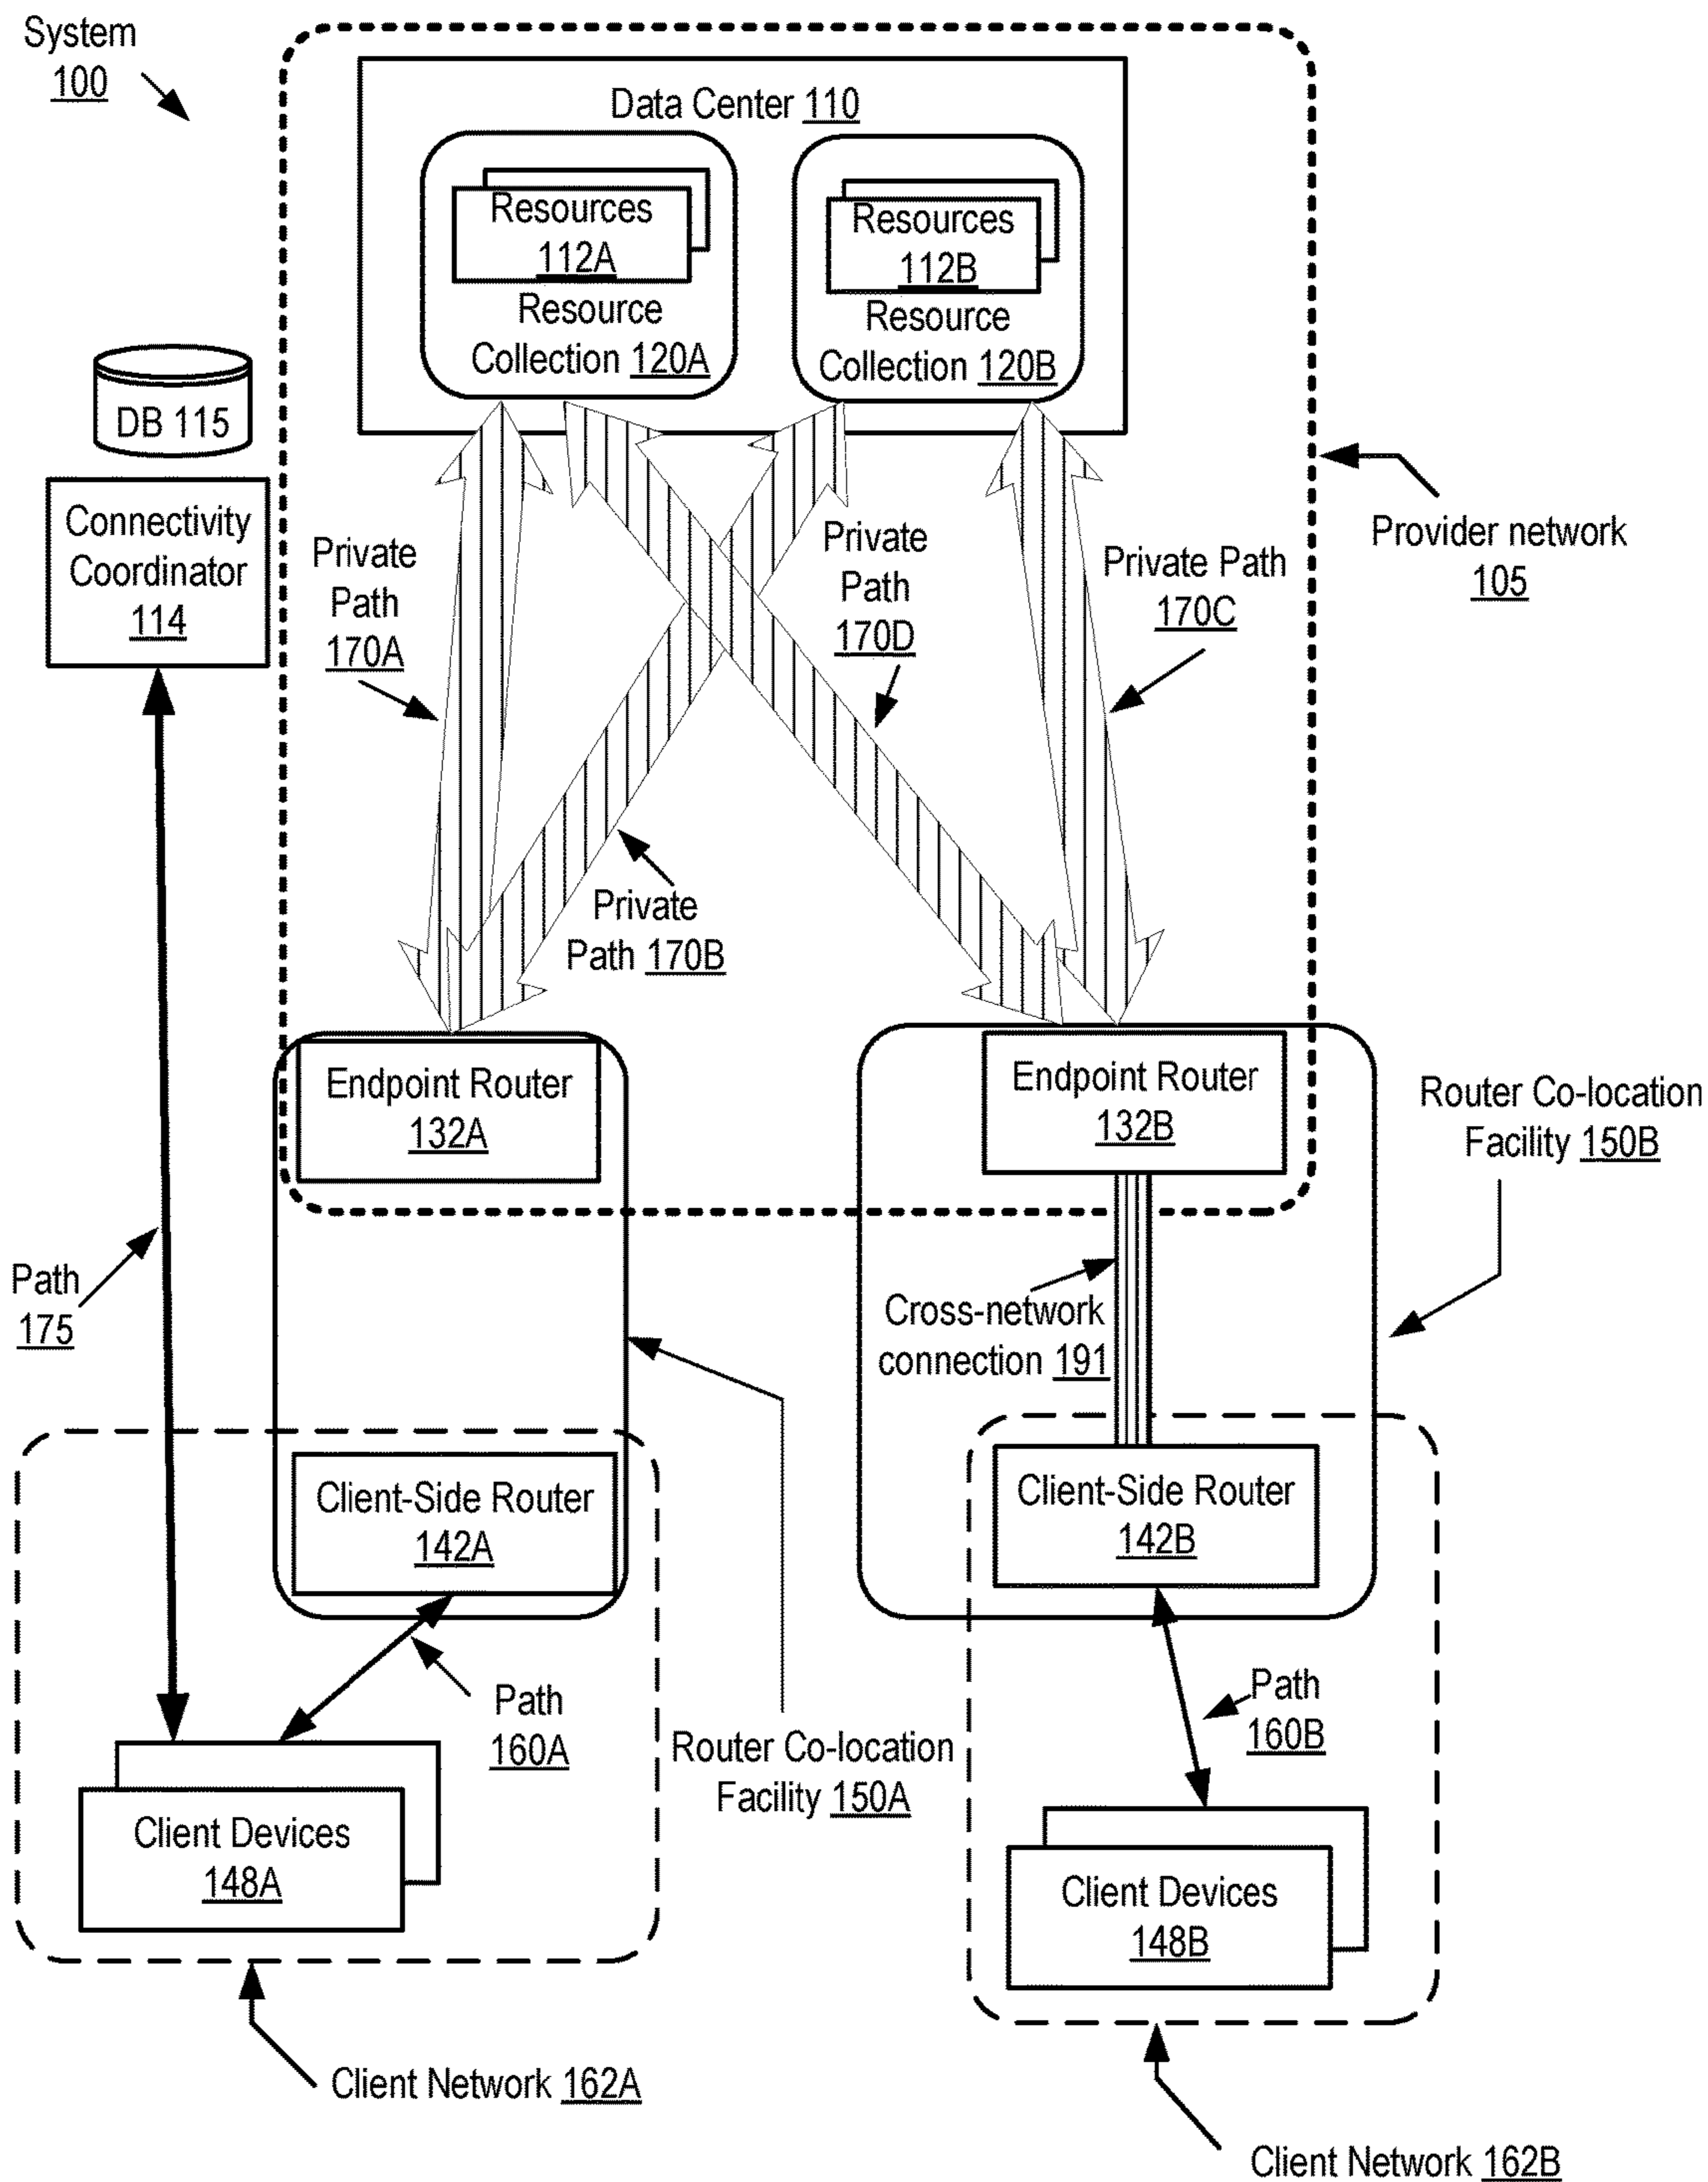 System
100
Data Center 110
Resources
112A
Resource
Collection 120A
Resources
112B
Resource
Collection 120B
DB 115
Connectivity
Coordinator
114
Provider network
105
Private
Path
170A
Private
Path
170D
Private Path
170C
Private
Path 170B
Endpoint Router
132A
Endpoint Router
132B
Router Co-location
Facility 150B
Path
175
Cross-network
connection 191
Client-Side Router
142A
Client-Side Router
142B
Path
160A
Path
160B
Router Co-location
Facility 150A
Client Devices
148A
Client Devices
148B
Client Network 162A
Client Network 162B